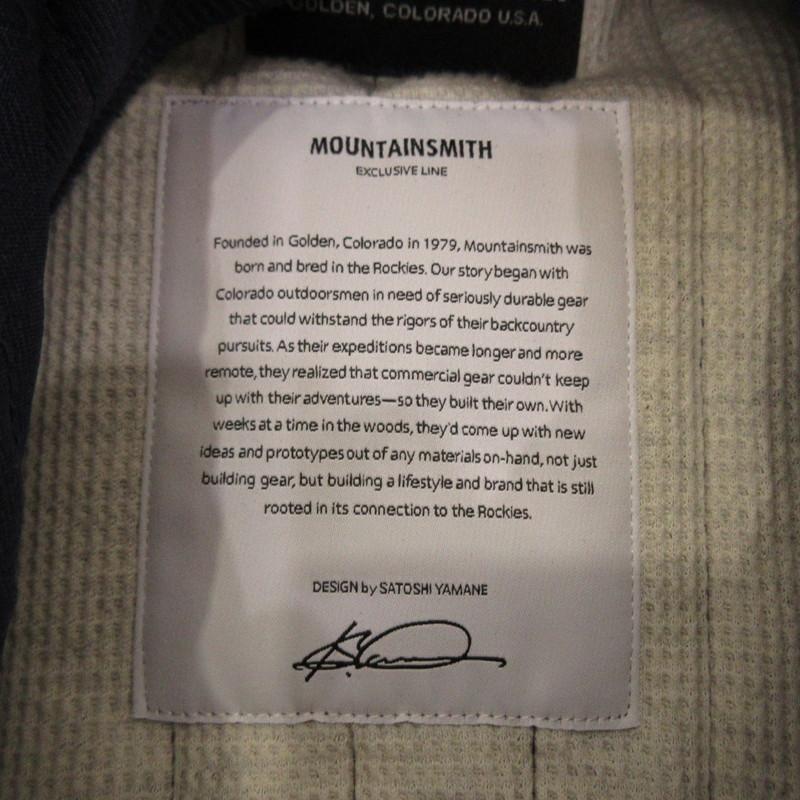 GOLDEN, COLORADO U.S.A.
MOUNTAINSMITH
EXCLUSIVE LINE
Founded in Golden, Colorado in 1979, Mountainsmith was
born and bred in the Rockies. Our story began with
Colorado outdoorsmen in need of seriously durable gear
that could withstand the rigors of their backcountry
pursuits. As their expeditions became longer and more
remote, they realized that commercial gear couldn't keep
up with their adventures—so they built their own. With
weeks at a time in the woods, they'd come up with new
ideas and prototypes out of any materials on-hand, not just
building gear, but building a lifestyle and brand that is still
rooted in its connection to the Rockies.
DESIGN by SATOSHI YAMANE